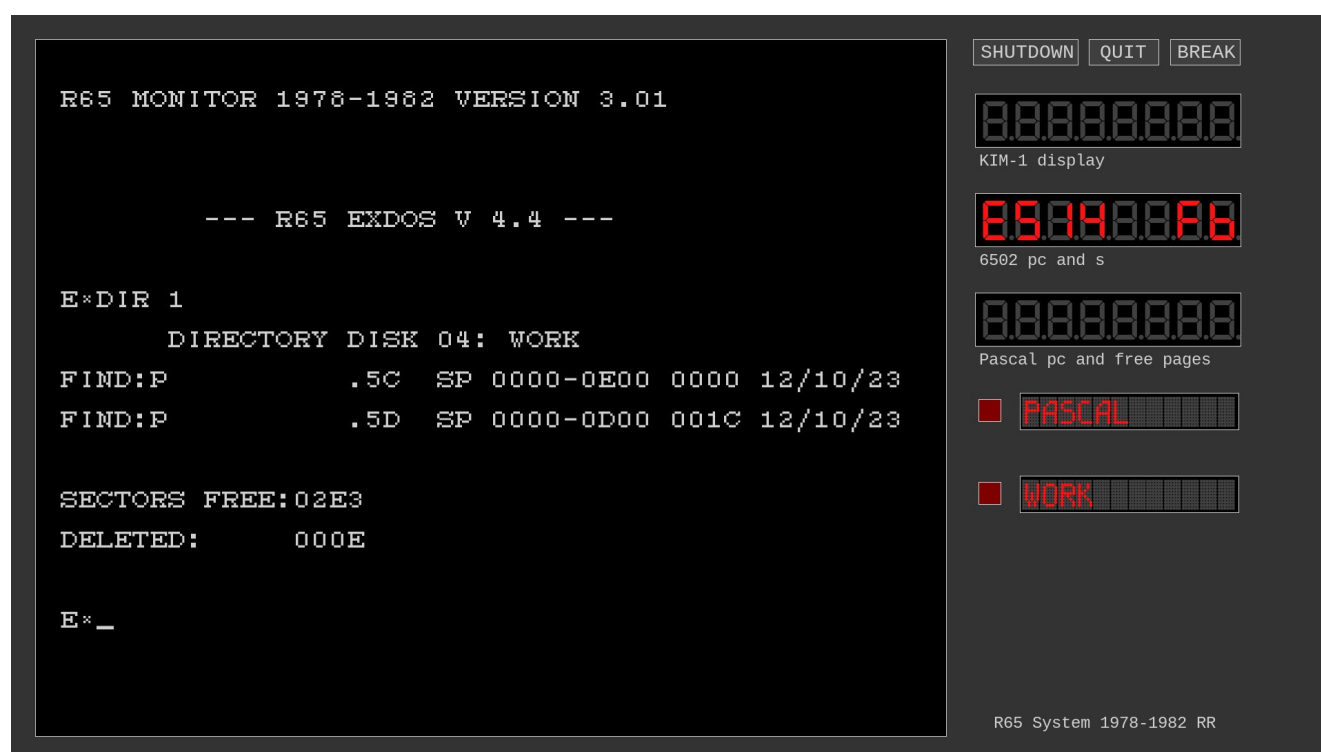 R65 MONITOR 1978-1982 VERSION 3.01
--- R65 EXDOS V 4.4 ---
E*DIR 1
DIRECTORY DISK 04: WORK
FIND:P .5C SP 0000-0E00 0000 12/10/23
FIND:P .5D SP 0000-0D00 001C 12/10/23
SECTORS FREE:02E3
DELETED: 000E
E*_
SHUTDOWN QUIT BREAK
KIM-1 display
E514 Fb
6502 pc and s
Pascal pc and free pages
PASCAL
WORK
R65 System 1978-1982 RR